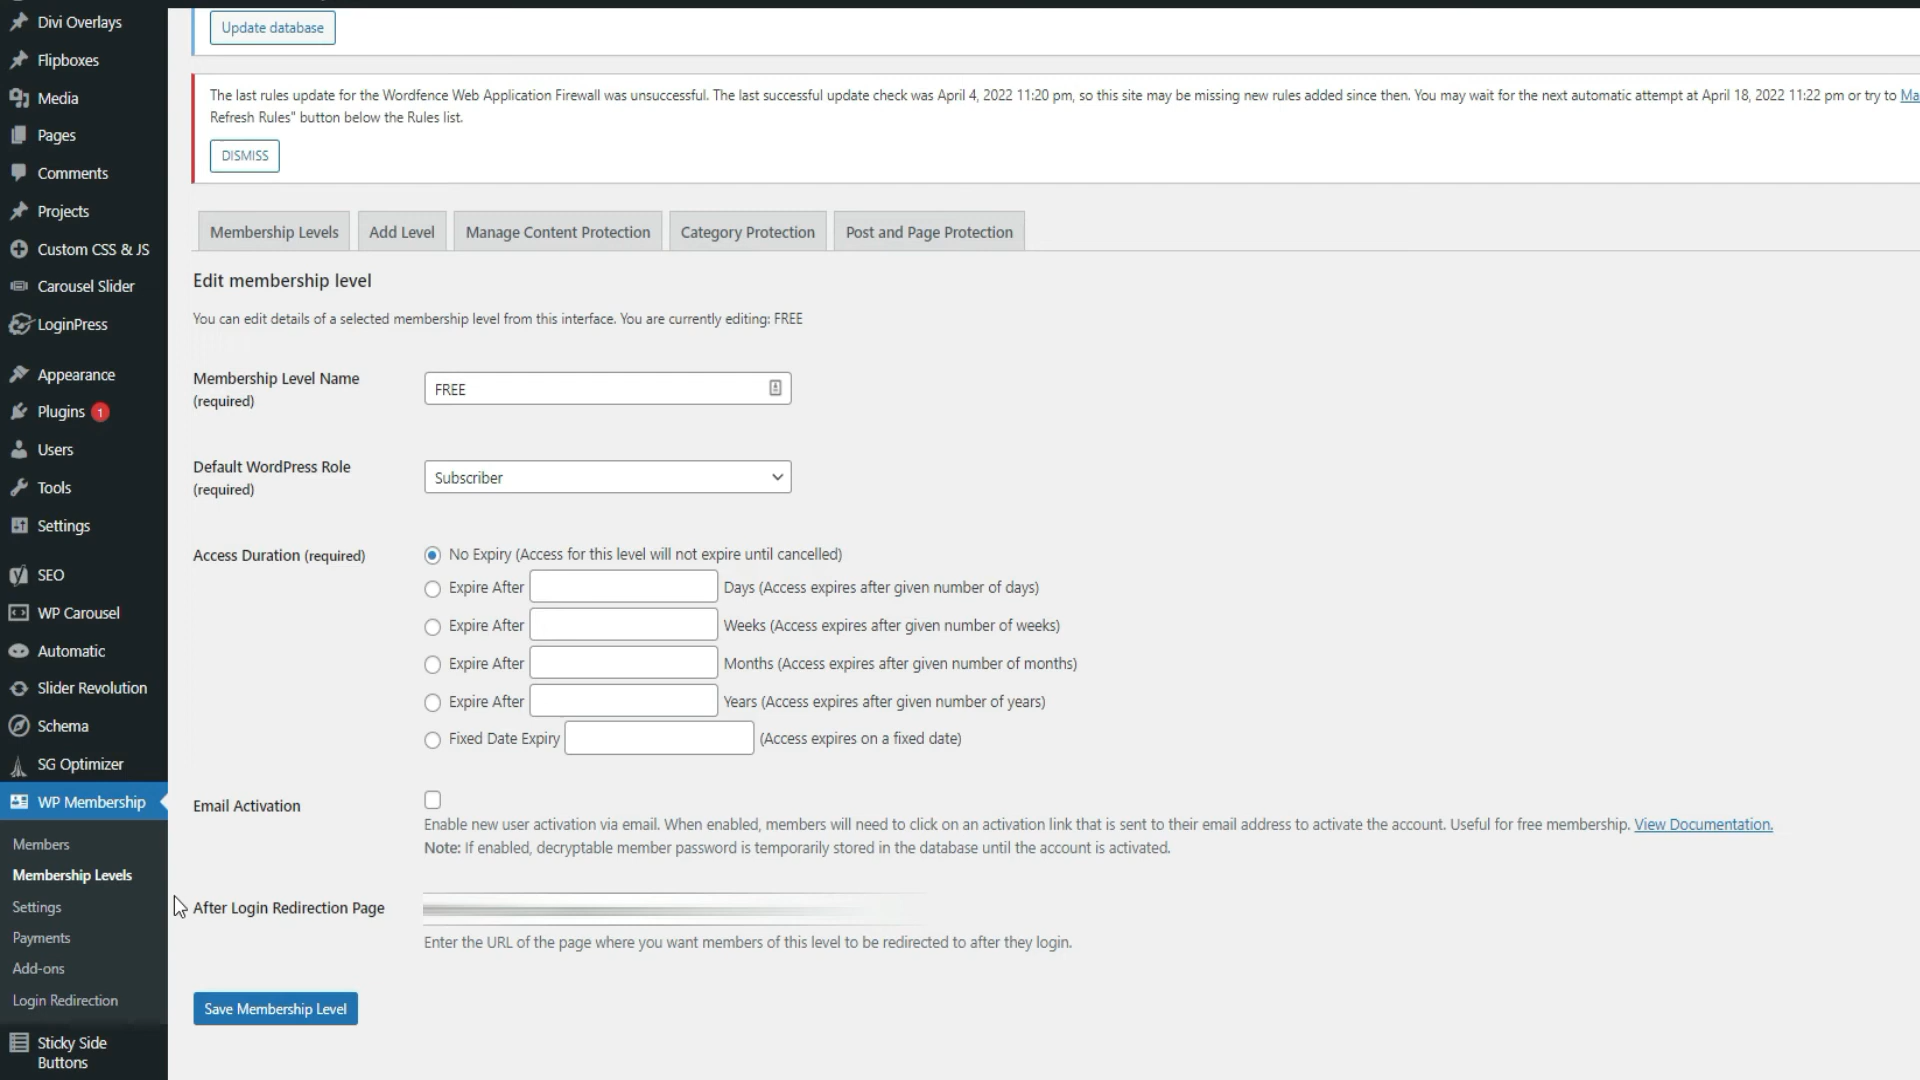 Divi Overlays
Flipboxes
Media
Pages
Comments
Projects
Custom CSS & JS
Carousel Slider
LoginPress
Appearance
Plugins 1
Users
Tools
Settings
SEO
WP Carousel
Automatic
Slider Revolution
Schema
SG Optimizer
WP Membership
Members
Membership Levels
Settings
Payments
Add-ons
Login Redirection
Sticky Side
Buttons
Update database
The last rules update for the Wordfence Web Application Firewall was unsuccessful. The last successful update check was April 4, 2022 11:20 pm, so this site may be missing new rules added since then. You may wait for the next automatic attempt at April 18, 2022 11:22 pm or try to Ma
Refresh Rules" button below the Rules list.
DISMISS
Membership Levels Add Level Manage Content Protection Category Protection Post and Page Protection
Edit membership level
You can edit details of a selected membership level from this interface. You are currently editing: FREE
Membership Level Name
(required)
FREE
Default WordPress Role
(required)
Subscriber
Access Duration (required)
No Expiry (Access for this level will not expire until cancelled)
Expire After Days (Access expires after given number of days)
Expire After Weeks (Access expires after given number of weeks)
Expire After Months (Access expires after given number of months)
Expire After Years (Access expires after given number of years)
Fixed Date Expiry (Access expires on a fixed date)
Email Activation
Enable new user activation via email. When enabled, members will need to click on an activation link that is sent to their email address to activate the account. Useful for free membership. View Documentation.
Note: If enabled, decryptable member password is temporarily stored in the database until the account is activated.
After Login Redirection Page
Enter the URL of the page where you want members of this level to be redirected to after they login.
Save Membership Level